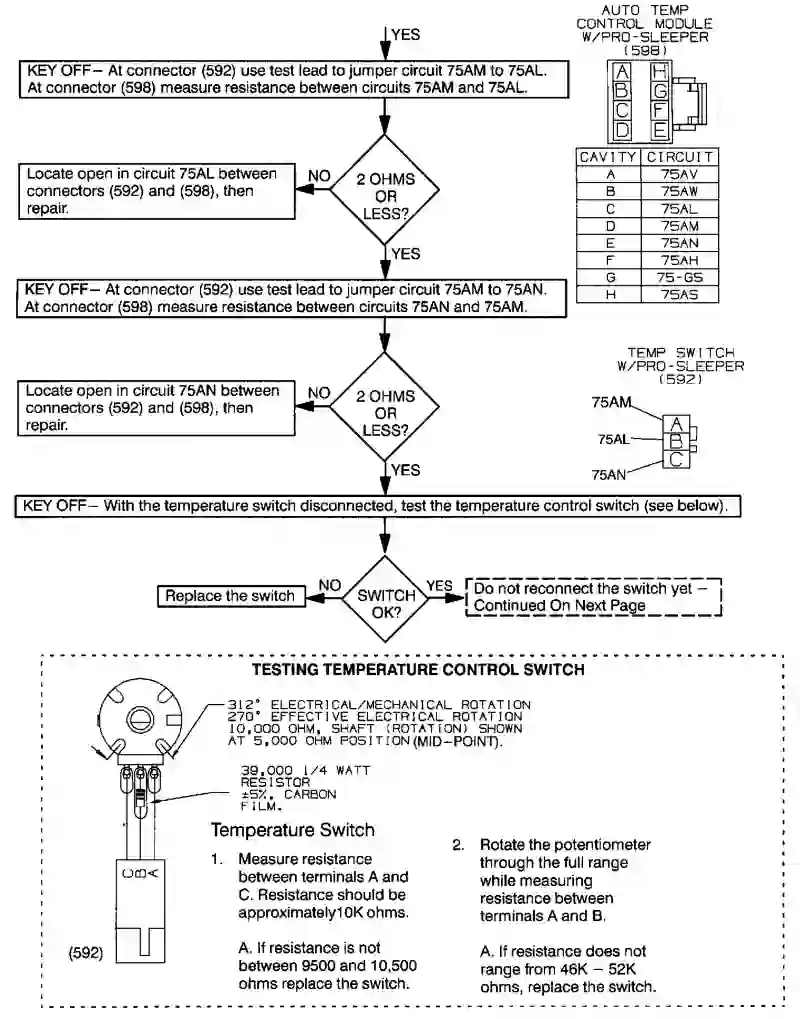 YES
KEY OFF – At connector (592) use test lead to jumper circuit 75AM to 75AL.
At connector (598) measure resistance between circuits 75AM and 75AL.
Locate open in circuit 75AL between
connectors (592) and (598), then
repair.
NO
2 OHMS
OR
LESS?
YES
KEY OFF – At connector (592) use test lead to jumper circuit 75AM to 75AN.
At connector (598) measure resistance between circuits 75AN and 75AM.
Locate open in circuit 75AN between
connectors (592) and (598), then
repair.
NO
2 OHMS
OR
LESS?
YES
KEY OFF – With the temperature switch disconnected, test the temperature control switch (see below).
Replace the switch
NO
SWITCH
OK?
YES
Do not reconnect the switch yet –
Continued On Next Page
AUTO TEMP
CONTROL MODULE
W/PRO-SLEEPER
(598)
A H
B G
C F
D E
CAVITY CIRCUIT
A 75AV
B 75AW
C 75AL
D 75AM
E 75AN
F 75AH
G 75-GS
H 75AS
TEMP SWITCH
W/PRO-SLEEPER
(592)
75AM
75AL
75AN
A
B
C
TESTING TEMPERATURE CONTROL SWITCH
312° ELECTRICAL/MECHANICAL ROTATION
270° EFFECTIVE ELECTRICAL ROTATION
10,000 OHM, SHAFT (ROTATION) SHOWN
AT 5,000 OHM POSITION (MID-POINT).
39,000 1/4 WATT
RESISTOR
±5%, CARBON
FILM.
CBA
(592)
Temperature Switch
1. Measure resistance
between terminals A and
C. Resistance should be
approximately10K ohms.
A. If resistance is not
between 9500 and 10,500
ohms replace the switch.
2. Rotate the potentiometer
through the full range
while measuring
resistance between
terminals A and B.
A. If resistance does not
range from 46K – 52K
ohms, replace the switch.